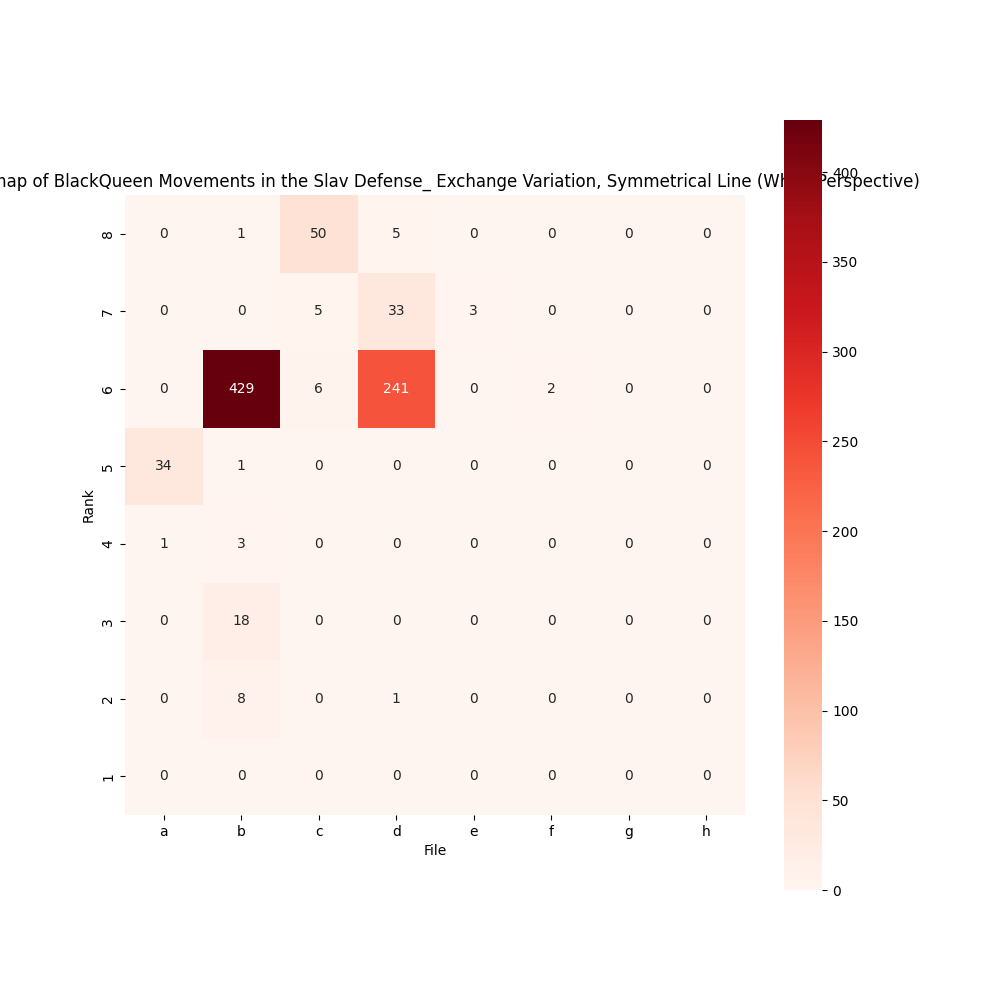 map of BlackQueen Movements in the Slav Defense_ Exchange Variation, Symmetrical Line (Wh Perspective)
8 0 1 50 5 0 0 0 0
7 0 0 5 33 3 0 0 0
6 0 429 6 241 0 2 0 0
5 34 1 0 0 0 0 0 0
4 1 3 0 0 0 0 0 0
3 0 18 0 0 0 0 0 0
2 0 8 0 1 0 0 0 0
1 0 0 0 0 0 0 0 0
a b c d e f g h
File
Rank
400
350
300
250
200
150
100
50
0